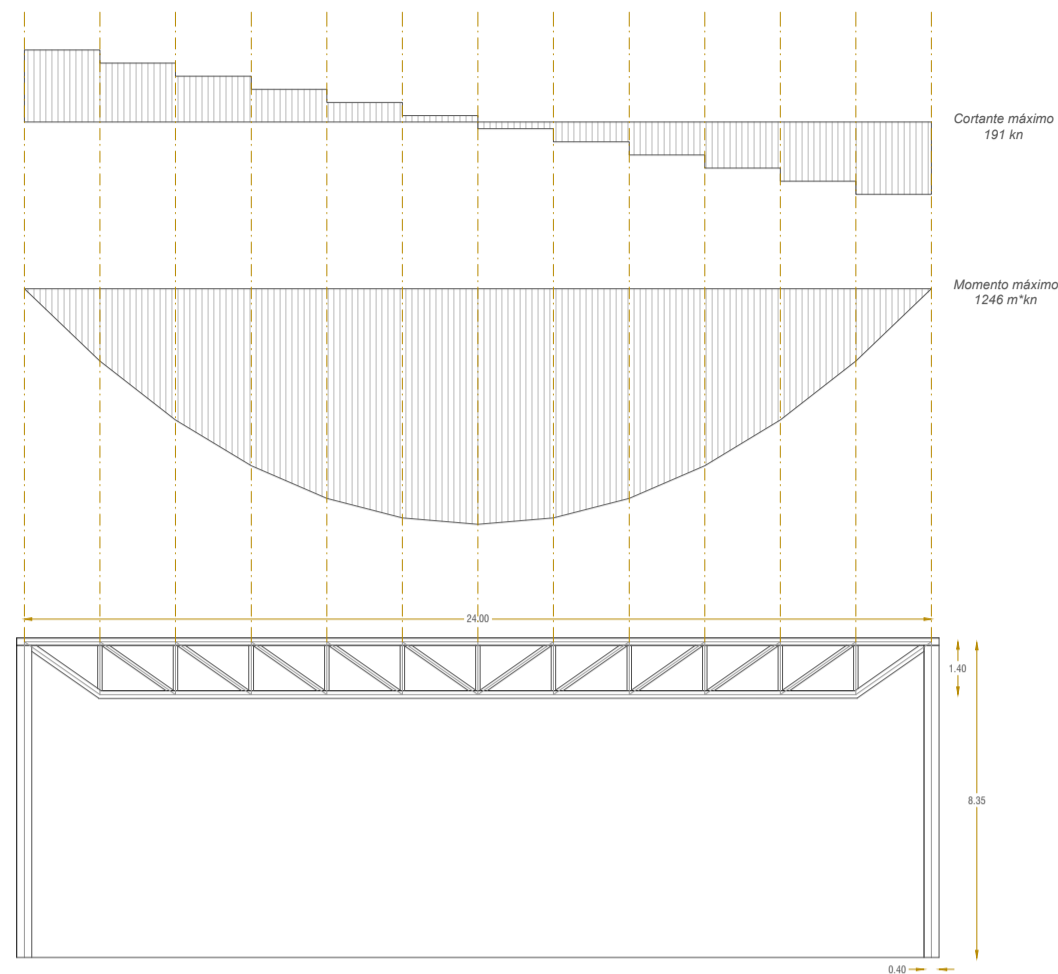 Cortante máximo
191 kn
Momento máximo
1246 m*kn
24.00
1.40
8.35
0.40